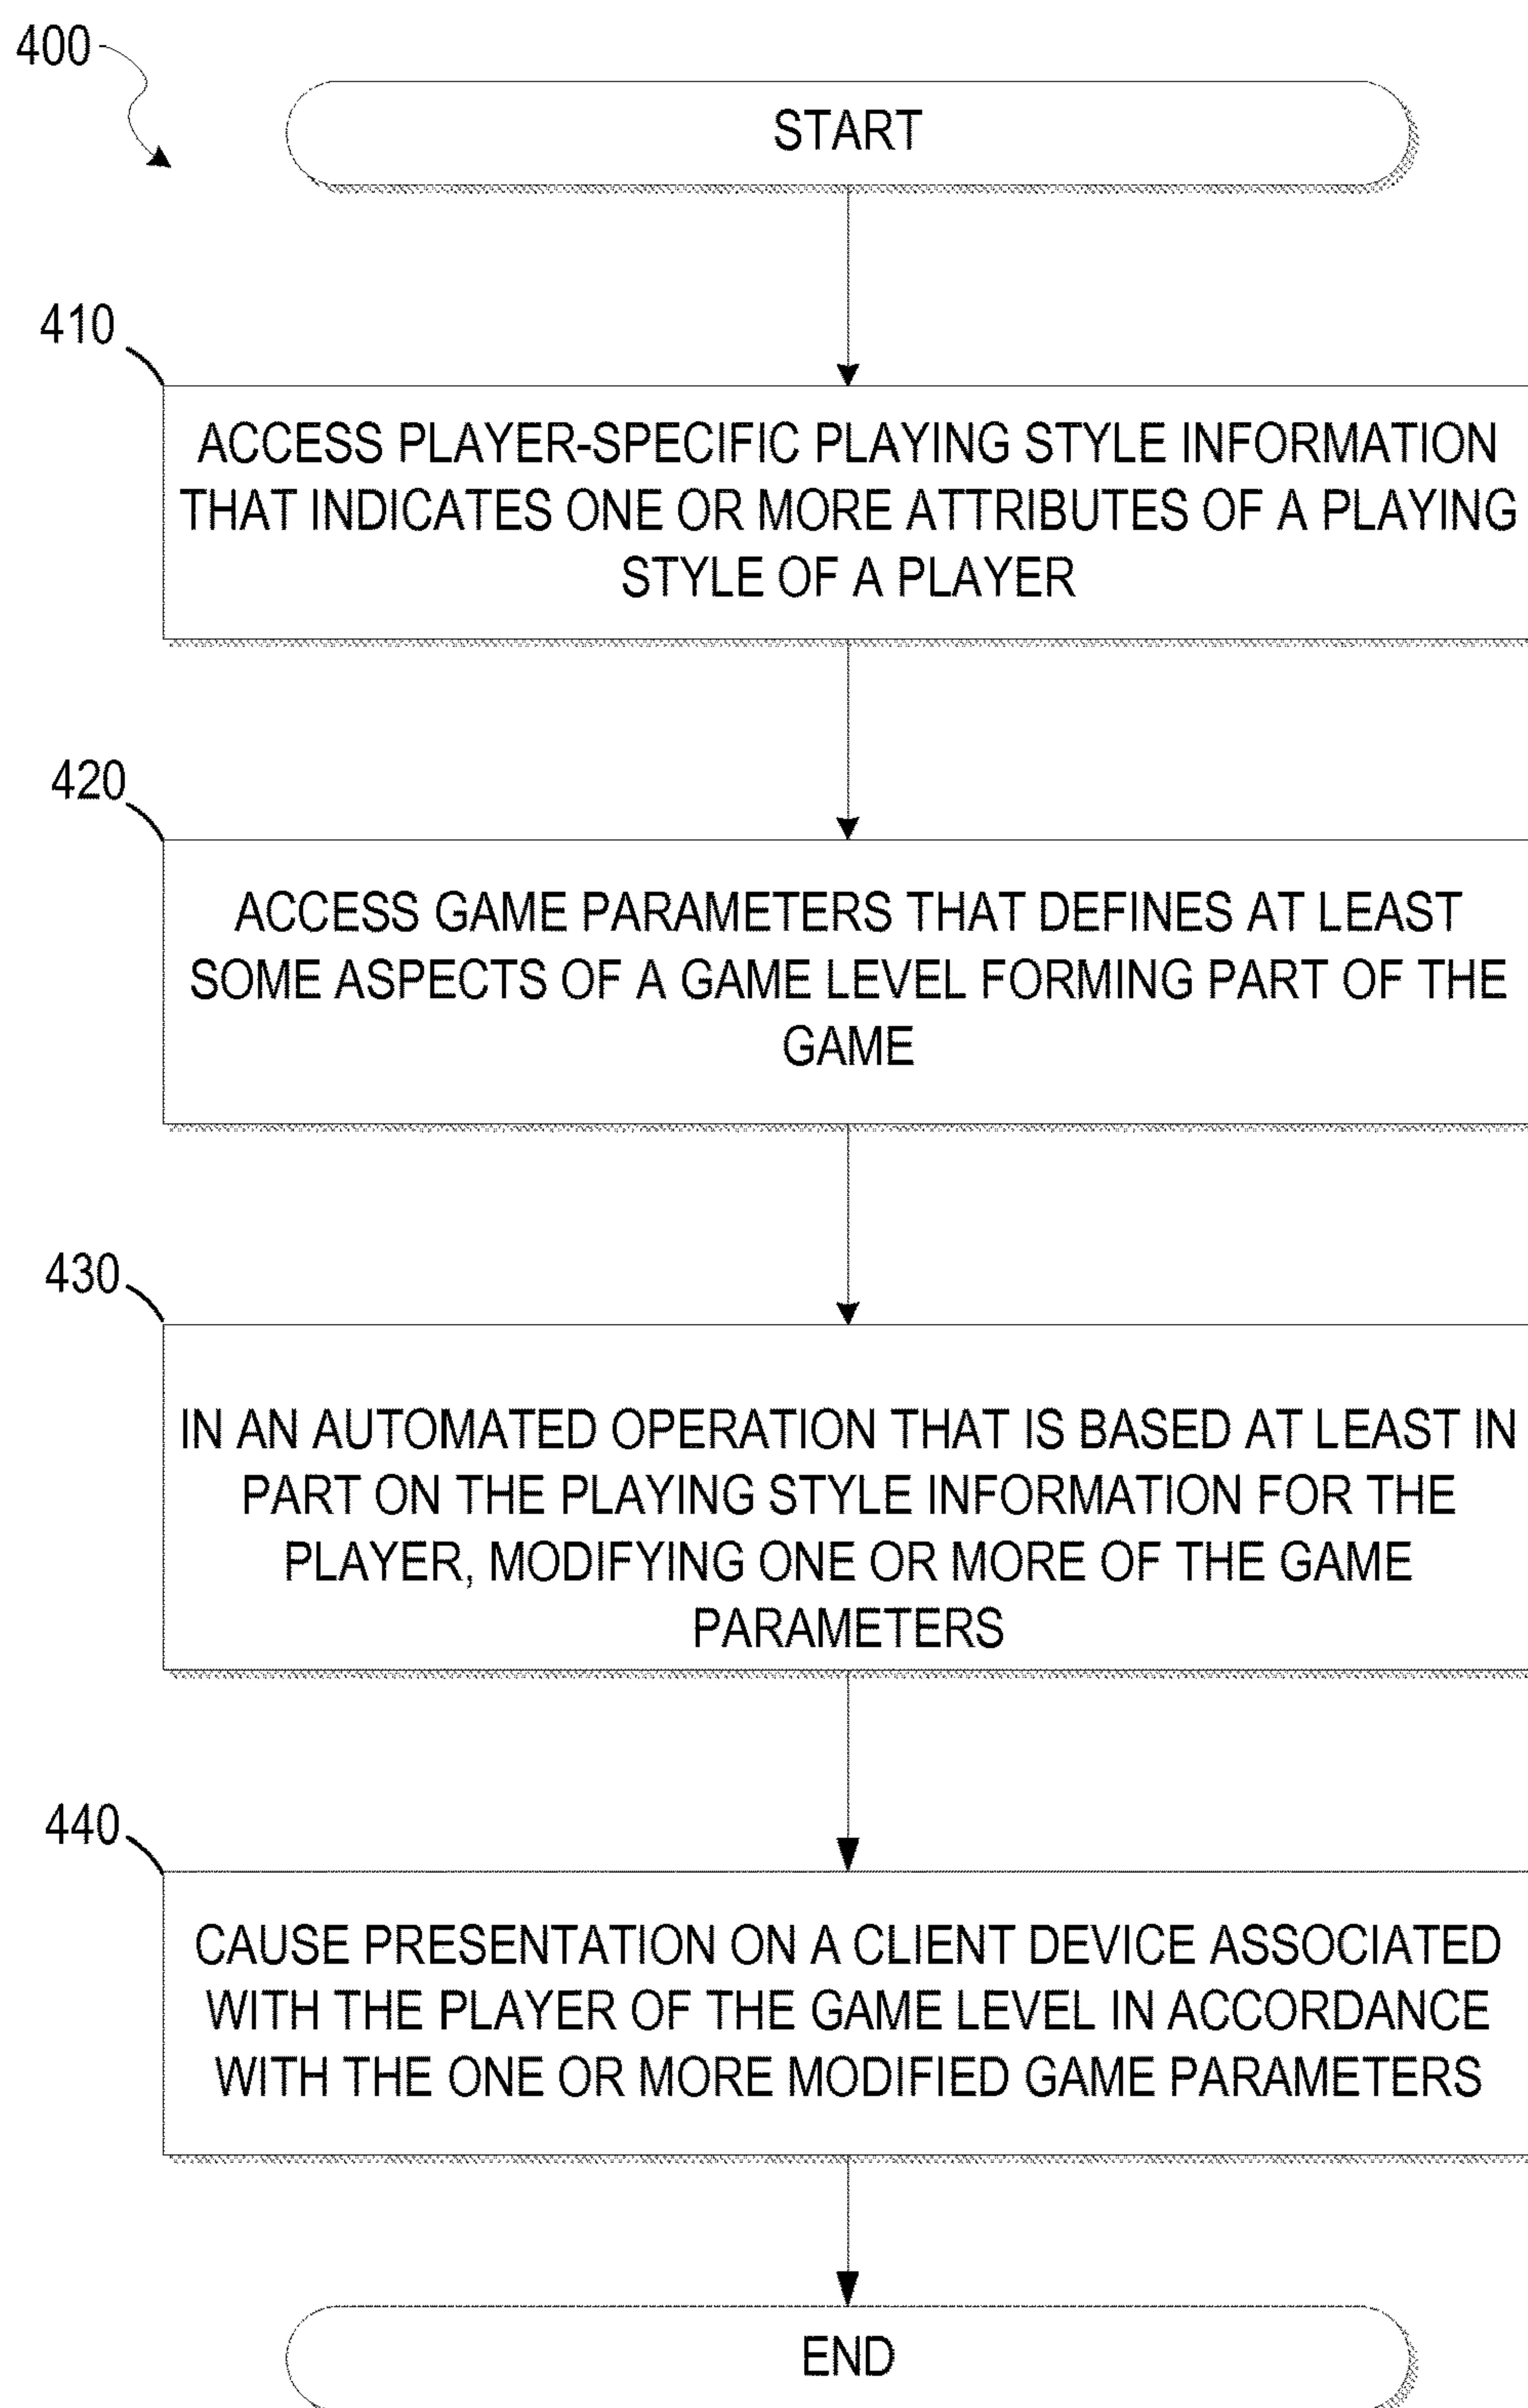 400
START
410
ACCESS PLAYER-SPECIFIC PLAYING STYLE INFORMATION
THAT INDICATES ONE OR MORE ATTRIBUTES OF A PLAYING
STYLE OF A PLAYER
420
ACCESS GAME PARAMETERS THAT DEFINES AT LEAST
SOME ASPECTS OF A GAME LEVEL FORMING PART OF THE
GAME
430
IN AN AUTOMATED OPERATION THAT IS BASED AT LEAST IN
PART ON THE PLAYING STYLE INFORMATION FOR THE
PLAYER, MODIFYING ONE OR MORE OF THE GAME
PARAMETERS
440
CAUSE PRESENTATION ON A CLIENT DEVICE ASSOCIATED
WITH THE PLAYER OF THE GAME LEVEL IN ACCORDANCE
WITH THE ONE OR MORE MODIFIED GAME PARAMETERS
END